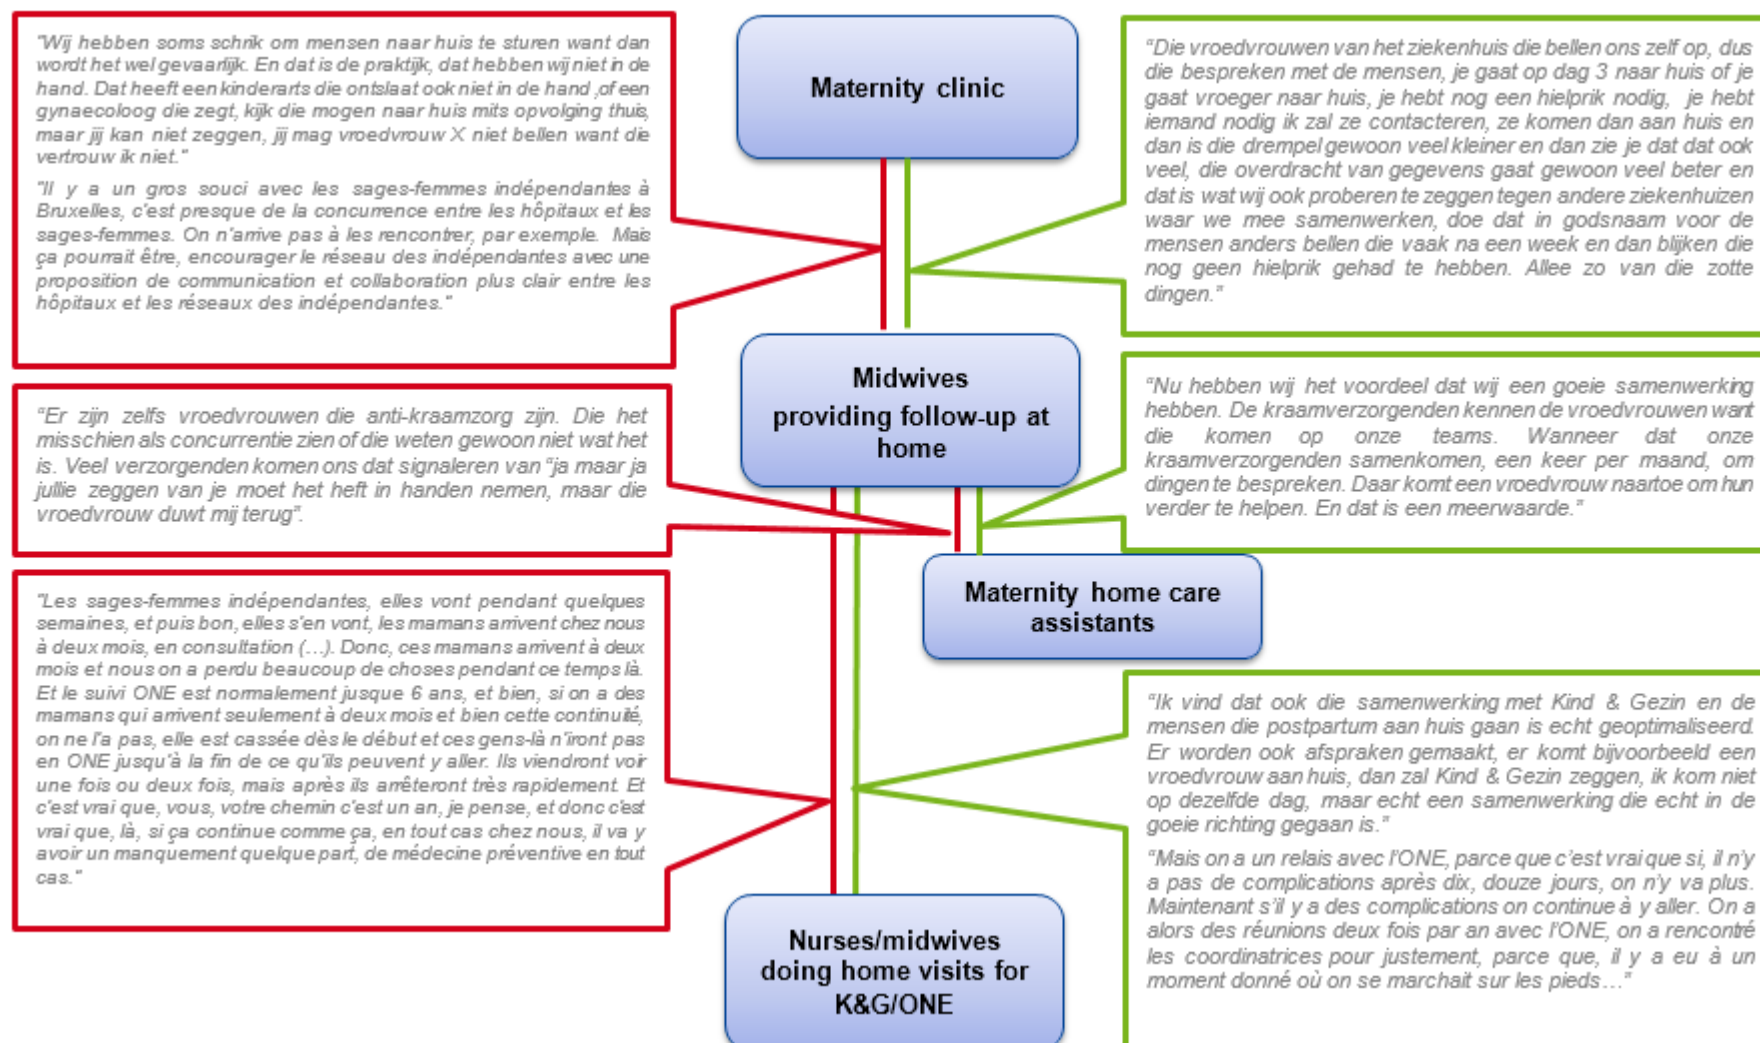 "Wij hebben soms schrik om mensen naar huis te sturen want dan
wordt het wel gevaarlijk. En dat is de praktijk, dat hebben wij niet in de
hand. Dat heeft een kinderarts die ontslaat ook niet in de hand ,of een
gynaecoloog die zegt, kijk die mogen naar huis mits opvolging thuis,
maar jij kan niet zeggen, jij mag vroedvrouw X niet bellen want die
vertrouw ik niet."
"Il y a un gros souci avec les sages-femmes indépendantes à
Bruxelles, c'est presque de la concurrence entre les hôpitaux et les
sages-femmes. On n'arrive pas à les rencontrer, par exemple. Mais
ça pourrait être, encourager le réseau des indépendantes avec une
proposition de communication et collaboration plus clair entre les
hôpitaux et les réseaux des indépendantes."
Maternity clinic
"Die vroedvrouwen van het ziekenhuis die bellen ons zelf op, dus
die bespreken met de mensen, je gaat op dag 3 naar huis of je
gaat vroeger naar huis, je hebt nog een hielprik nodig, je hebt
iemand nodig ik zal ze contacteren, ze komen dan aan huis en
dan is die drempel gewoon veel kleiner en dan zie je dat dat ook
veel, die overdracht van gegevens gaat gewoon veel beter en
dat is wat wij ook proberen te zeggen tegen andere ziekenhuizen
waar we mee samenwerken, doe dat in godsnaam voor de
mensen anders bellen die vaak na een week en dan blijken die
nog geen hielprik gehad te hebben. Allee zo van die zotte
dingen."
Midwives
providing follow-up at
home
"Er zijn zelfs vroedvrouwen die anti-kraamzorg zijn. Die het
misschien als concurrentie zien of die weten gewoon niet wat het
is. Veel verzorgenden komen ons dat signaleren van "ja maar ja
jullie zeggen van je moet het heft in handen nemen, maar die
vroedvrouw duwt mij terug".
"Nu hebben wij het voordeel dat wij een goeie samenwerking
hebben. De kraamverzorgenden kennen de vroedvrouwen want
die komen op onze teams. Wanneer dat onze
kraamverzorgenden samenkomen, een keer per maand, om
dingen te bespreken. Daar komt een vroedvrouw naartoe om hun
verder te helpen. En dat is een meerwaarde."
Maternity home care
assistants
"Les sages-femmes indépendantes, elles vont pendant quelques
semaines, et puis bon, elles s'en vont, les mamans arrivent chez nous
à deux mois, en consultation (…). Donc, ces mamans arrivent à deux
mois et nous on a perdu beaucoup de choses pendant ce temps là.
Et le suivi ONE est normalement jusque 6 ans, et bien, si on a des
mamans qui arrivent seulement à deux mois et bien cette continuité,
on ne l'a pas, elle est cassée dès le début et ces gens-là n'iront pas
en ONE jusqu'à la fin de ce qu'ils peuvent y aller. Ils viendront voir
une fois ou deux fois, mais après ils arrêteront très rapidement. Et
c'est vrai que, vous, votre chemin c'est un an, je pense, et donc c'est
vrai que, là, si ça continue comme ça, en tout cas chez nous, il va y
avoir un manquement quelque part, de médecine préventive en tout
cas."
"Ik vind dat ook die samenwerking met Kind & Gezin en de
mensen die postpartum aan huis gaan is echt geoptimaliseerd.
Er worden ook afspraken gemaakt, er komt bijvoorbeeld een
vroedvrouw aan huis, dan zal Kind & Gezin zeggen, ik kom niet
op dezelfde dag, maar echt een samenwerking die echt in de
goeie richting gegaan is."
"Mais on a un relais avec l'ONE, parce que c'est vrai que si, il n'y
a pas de complications après dix, douze jours, on n'y va plus.
Maintenant s'il y a des complications on continue à y aller. On a
alors des réunions deux fois par an avec l'ONE, on a rencontré
les coordinatrices pour justement, parce que, il y a eu à un
moment donné où on se marchait sur les pieds…"
Nurses/midwives
doing home visits for
K&G/ONE